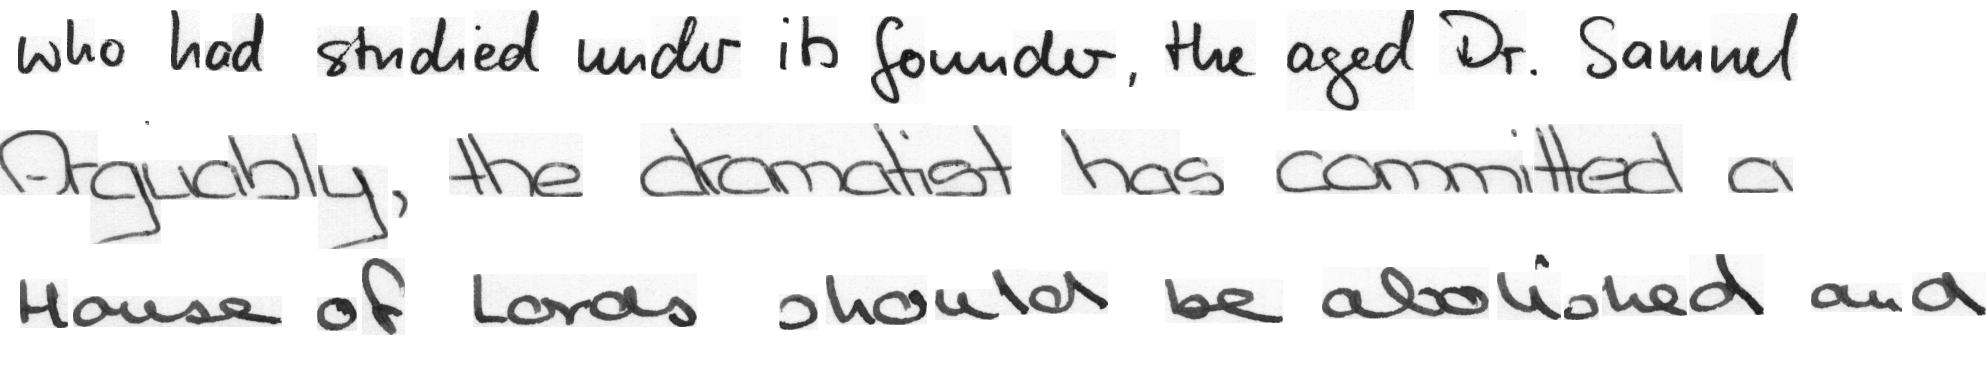 who had studied under its founder, the aged Dr. Samuel
Arguably, the dramatist has committed a
House of Lords should be abolished and